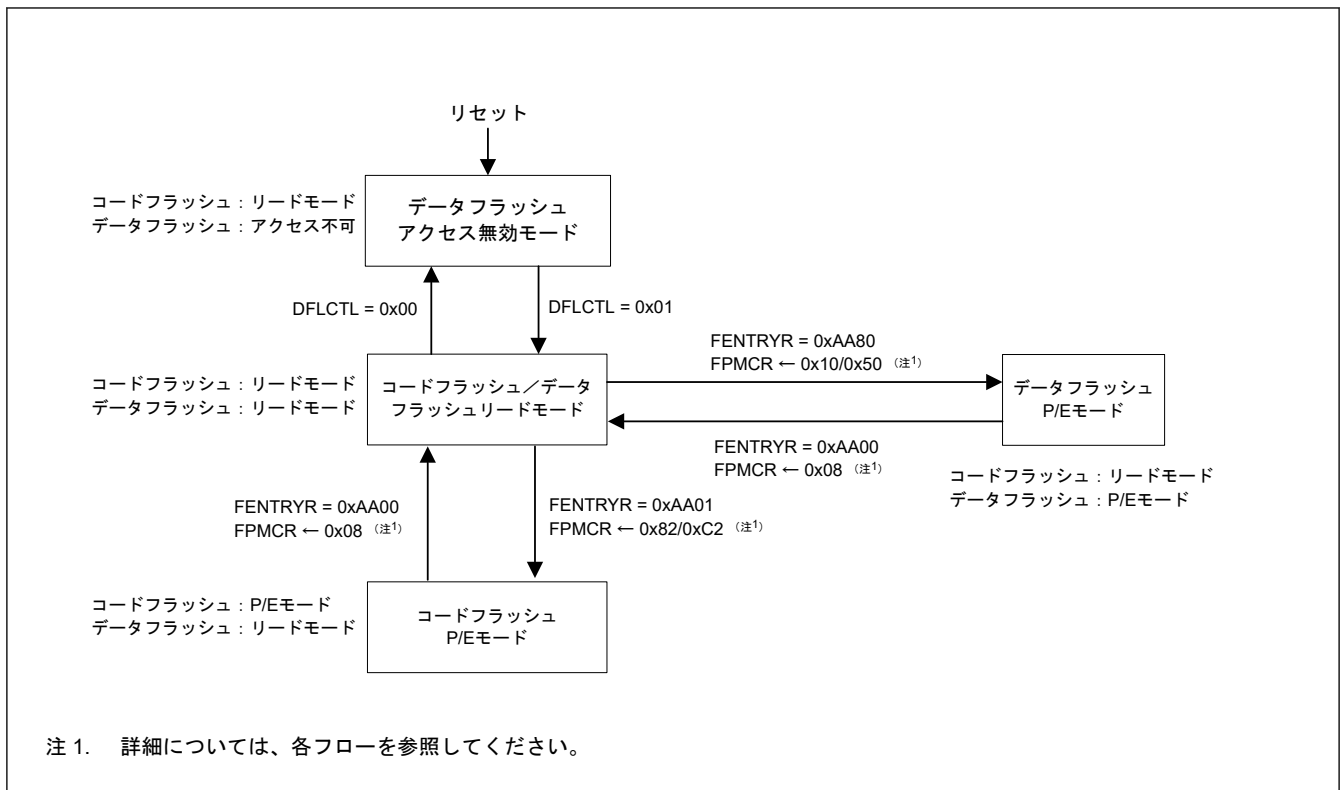 リセット
コードフラッシュ：リードモード
データフラッシュ：アクセス不可
データフラッシュ
アクセス無効モード
DFLCTL = 0x00
DFLCTL = 0x01
FENTRYR = 0xAA80
FPMCR ← 0x10/0x50 （注1）
コードフラッシュ：リードモード
データフラッシュ：リードモード
コードフラッシュ／データ
フラッシュリードモード
データフラッシュ
P/Eモード
FENTRYR = 0xAA00
FPMCR ← 0x08 （注1）
コードフラッシュ：リードモード
データフラッシュ：P/Eモード
FENTRYR = 0xAA00
FPMCR ← 0x08 （注1）
FENTRYR = 0xAA01
FPMCR ← 0x82/0xC2 （注1）
コードフラッシュ：P/Eモード
データフラッシュ：リードモード
コードフラッシュ
P/Eモード
注 1. 詳細については、各フローを参照してください。